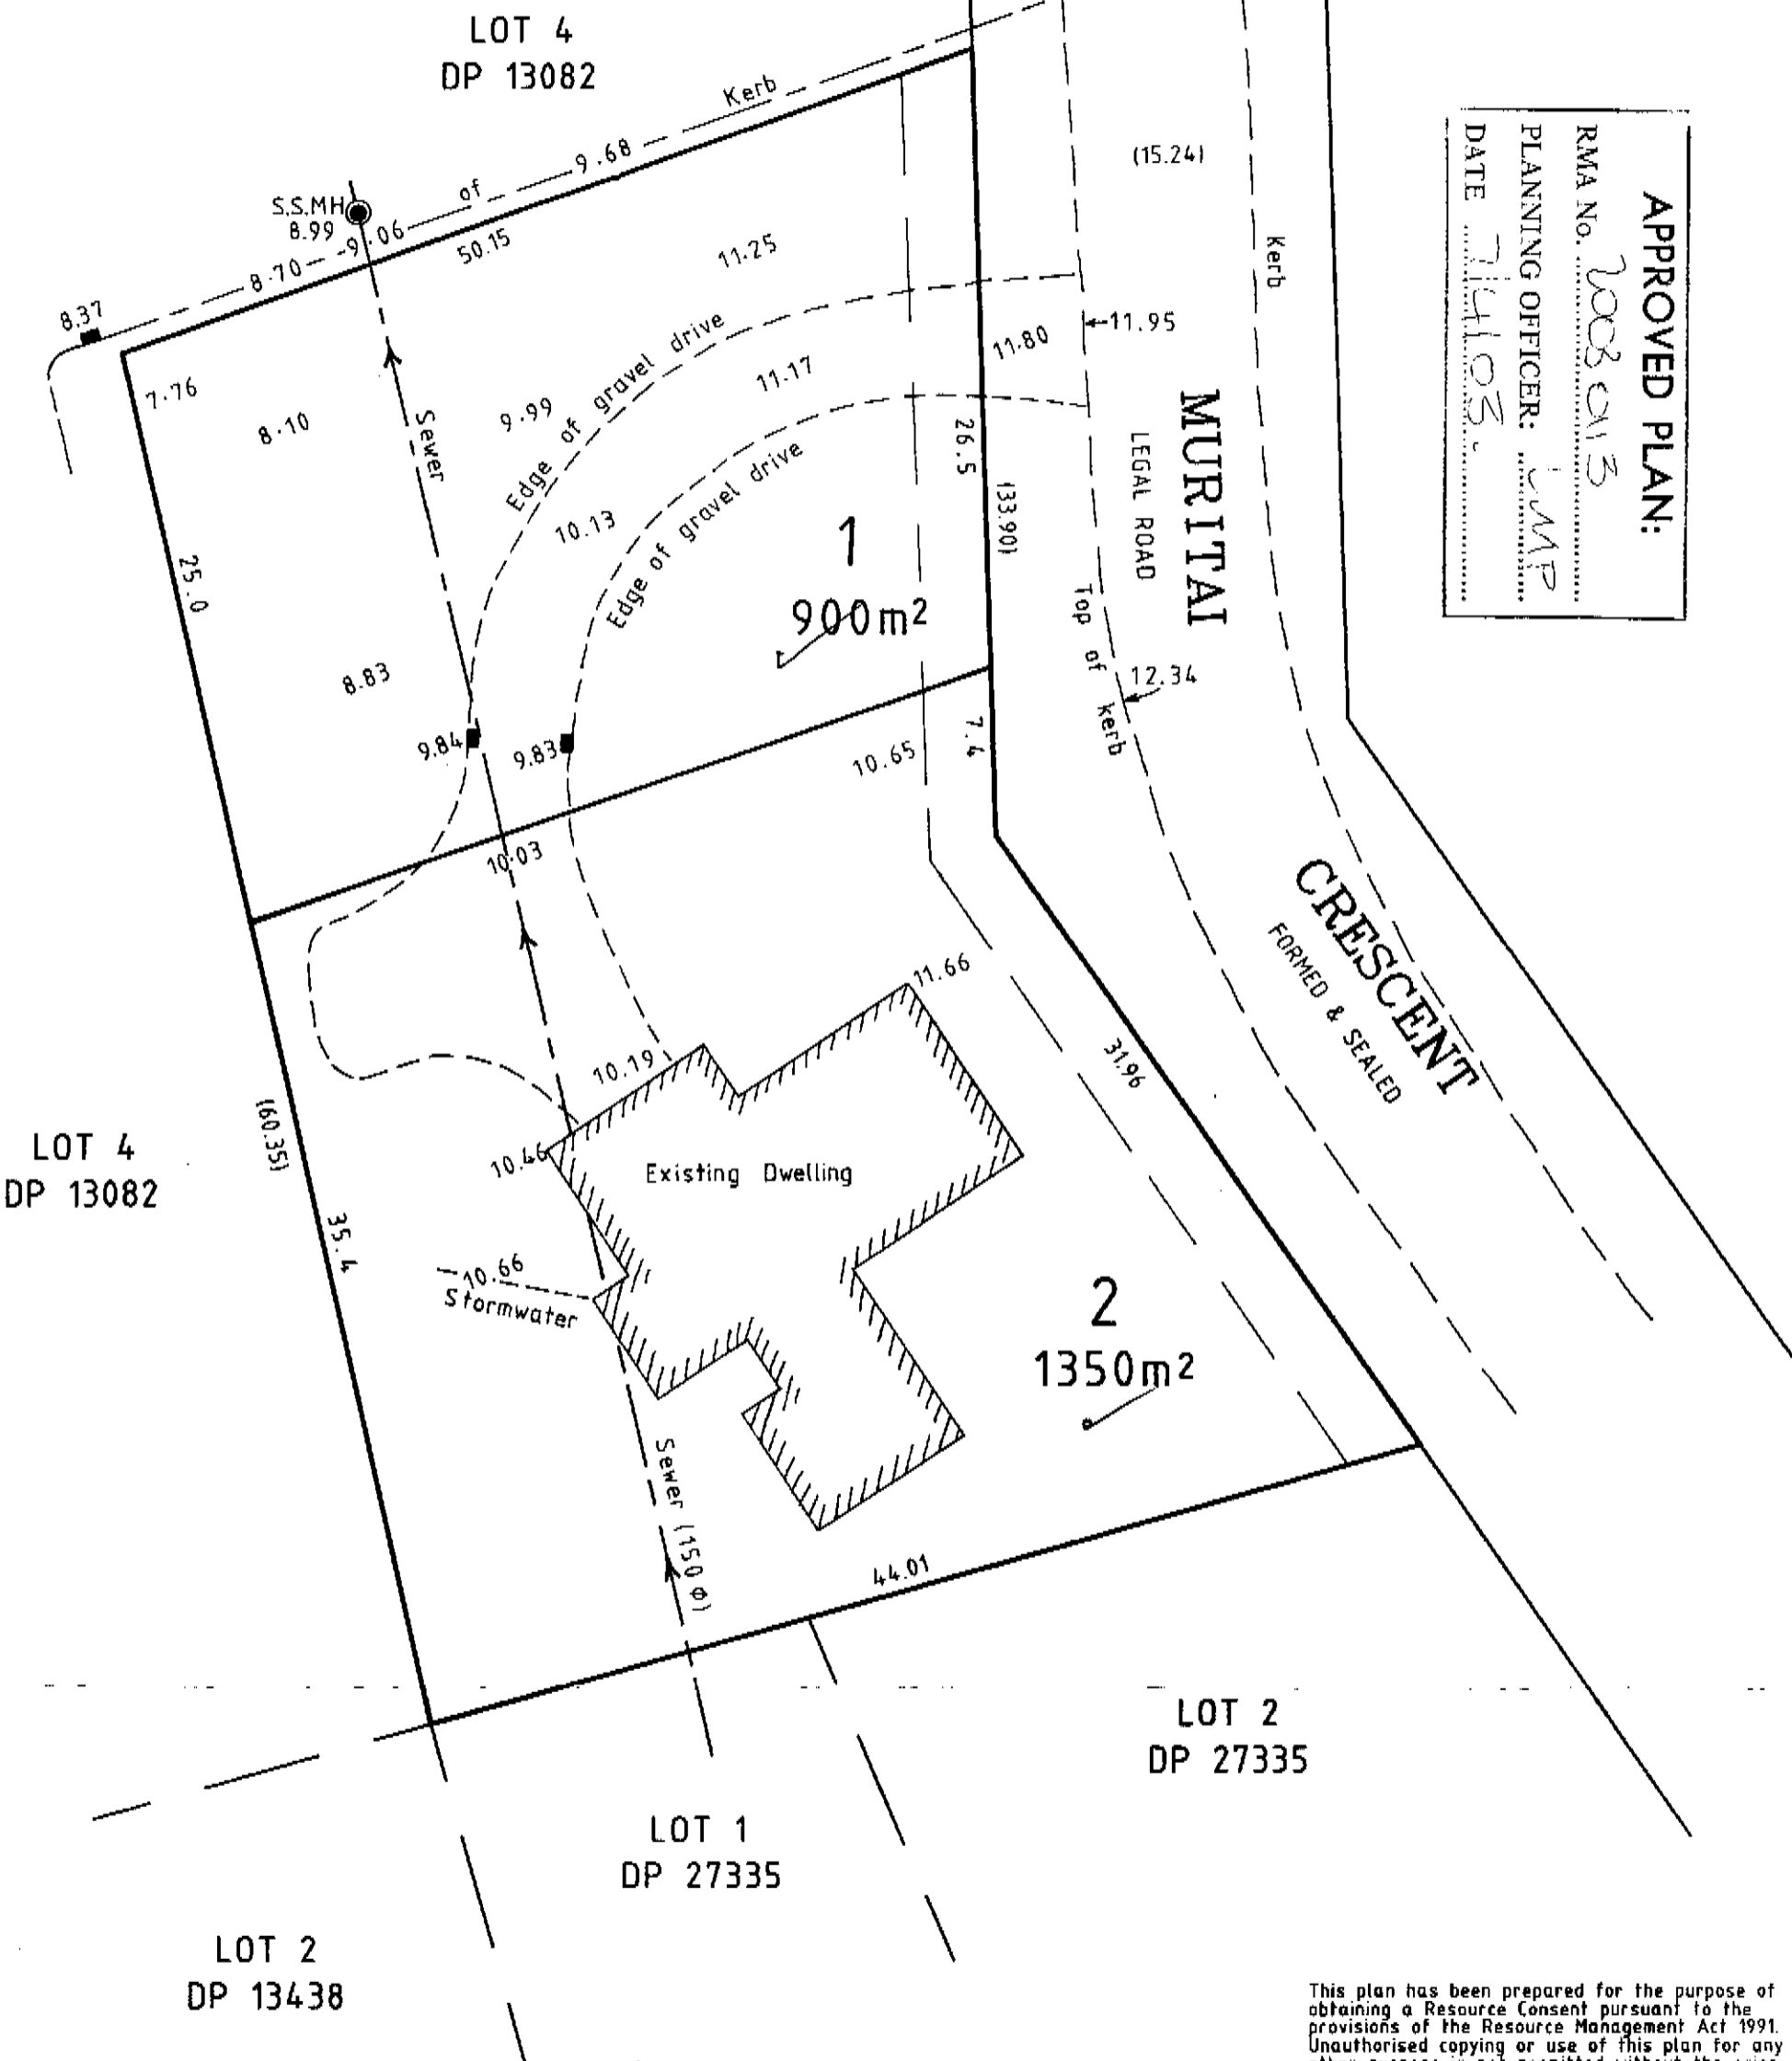 LOT 4
DP 13082
Kerb
of
9.68
9.06
8.70
S.S.MH
8.99
8.37
50.15
11.25
(15.24)
Kerb
APPROVED PLAN:
RMA No.
PLANNING OFFICER:
DATE
7.76
8.10
Sewer
9.99
Edge of gravel drive
11.17
11.80
11.95
10.13
Edge of gravel drive
26.5
(33.90)
LEGAL ROAD
MURITAI
25.0
1
900m²
8.83
9.84
9.83
Top of kerb
12.34
7.4
10.65
10.03
CRESCENT
FORMED & SEALED
11.66
10.19
31.96
10.46
Existing Dwelling
LOT 4
DP 13082
(60.35)
35.4
10.66
Stormwater
2
1350m²
Sewer (150 Ø)
44.01
LOT 2
DP 27335
LOT 1
DP 27335
LOT 2
DP 13438
This plan has been prepared for the purpose of
obtaining a Resource Consent pursuant to the
provisions of the Resource Management Act 1991.
Unauthorised copying or use of this plan for any